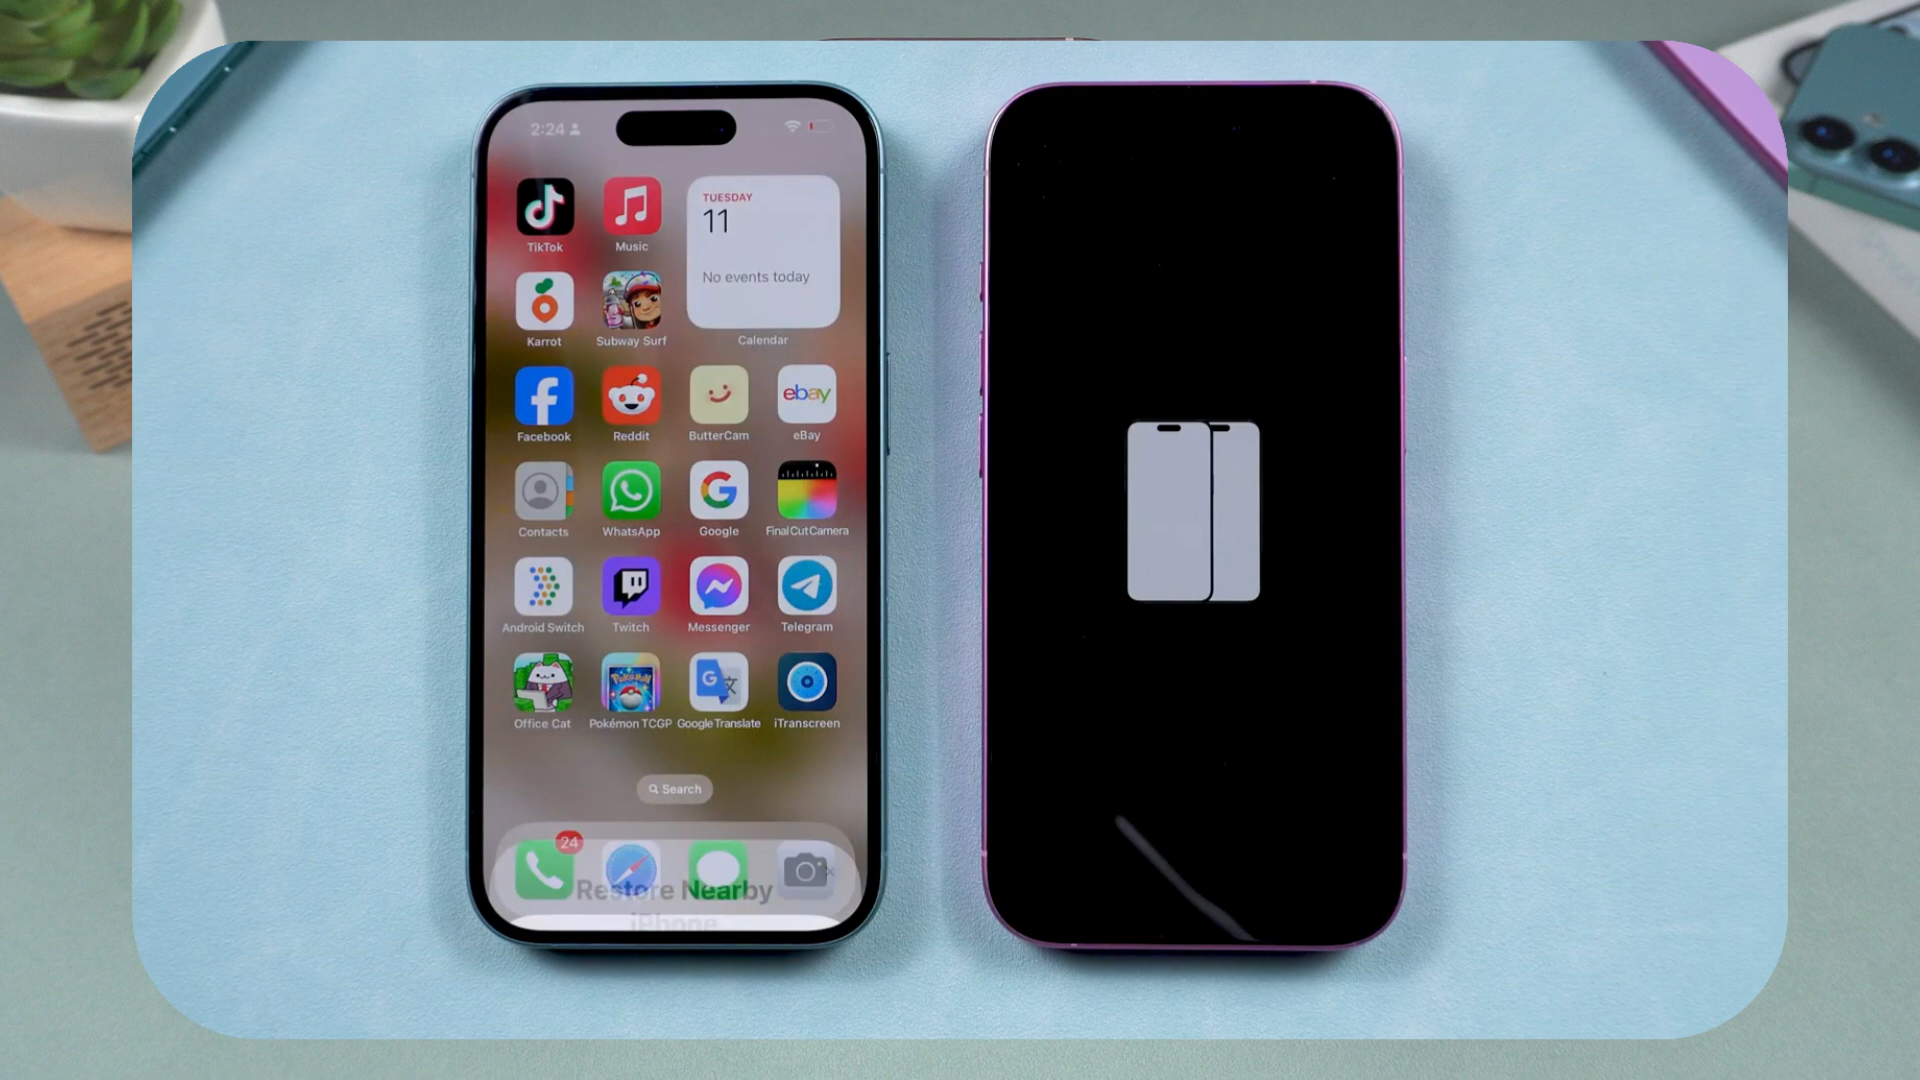 2:24
TikTok
Music
TUESDAY
11
No events today
Karrot
Subway Surf
Calendar
ebay
Facebook
Reddit
ButterCam
eBay
G
Contacts
WhatsApp
Google
FinalCutCamera
Android Switch
Twitch
Messenger
Telegram
Pokémon
G
Office Cat
Pokémon TCGP
Google Translate
iTranscreen
Search
24
Restore Nearby
iPhone